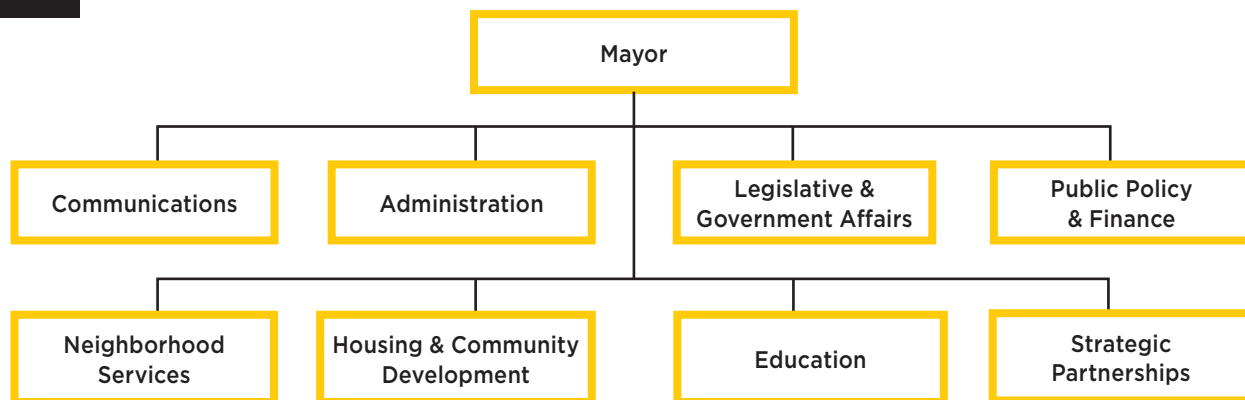 Mayor
Communications
Administration
Legislative &
Government Affairs
Public Policy
& Finance
Neighborhood
Services
Housing & Community
Development
Education
Strategic
Partnerships